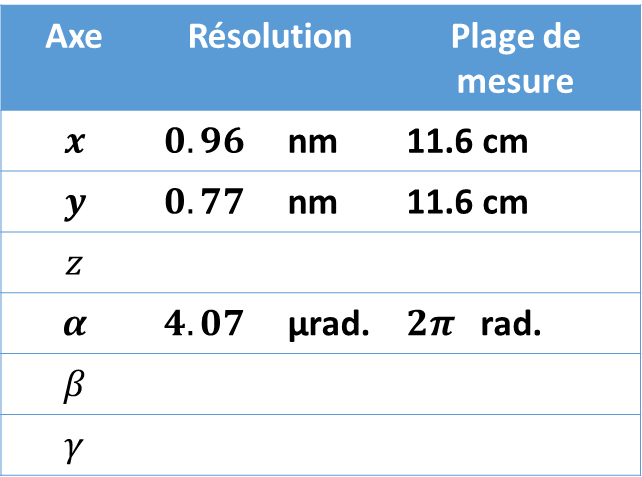 Axe Résolution Plage de
mesure
x 0.96 nm 11.6 cm
y 0.77 nm 11.6 cm
z
α 4.07 µrad. 2π rad.
β
γ